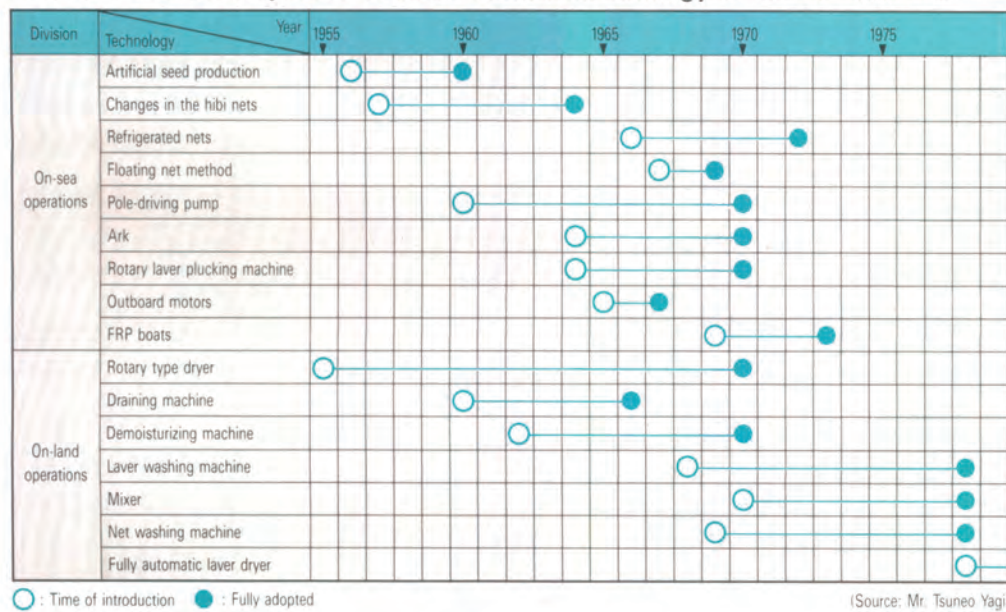 Division Technology Year 1955 1960 1965 1970 1975
On-sea operations
Artificial seed production
Changes in the hibi nets
Refrigerated nets
Floating net method
Pole-driving pump
Ark
Rotary laver plucking machine
Outboard motors
FRP boats
On-land operations
Rotary type dryer
Draining machine
Demoisturizing machine
Laver washing machine
Mixer
Net washing machine
Fully automatic laver dryer
: Time of introduction : Fully adopted (Source: Mr. Tsuneo Yagi